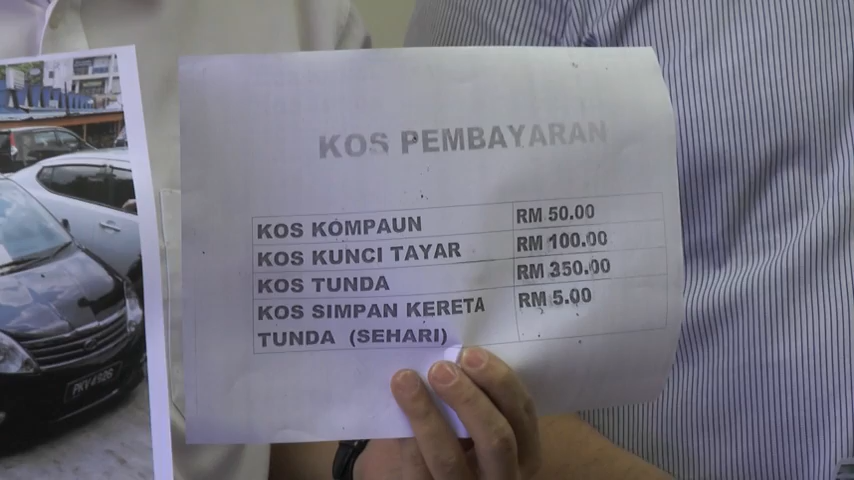 KOS PEMBAYARAN
KOS KOMPAUN RM 50.00
KOS KUNCI TAYAR RM 100.00
KOS TUNDA RM 350.00
KOS SIMPAN KERETA RM 5.00
TUNDA (SEHARI)